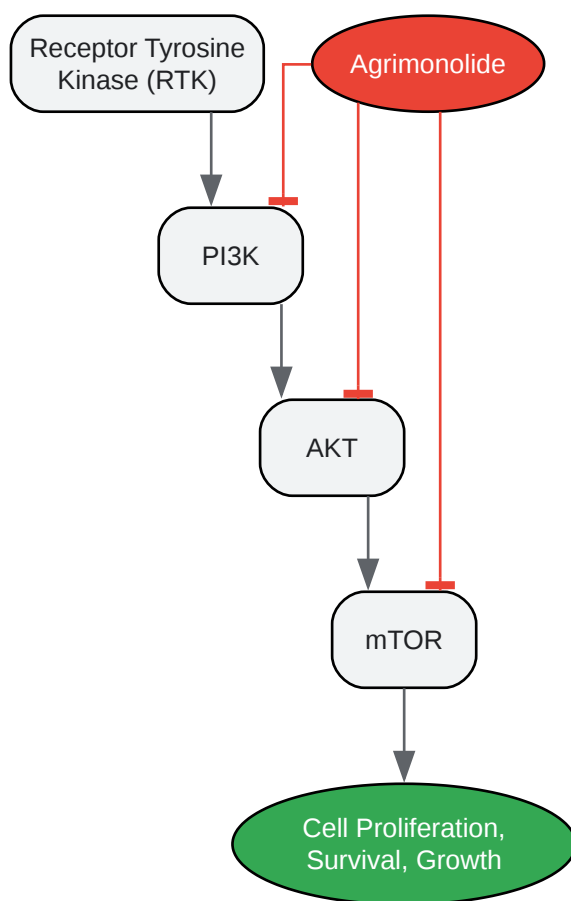 Receptor Tyrosine
Kinase (RTK)
Agrimonolide
PI3K
AKT
mTOR
Cell Proliferation,
Survival, Growth